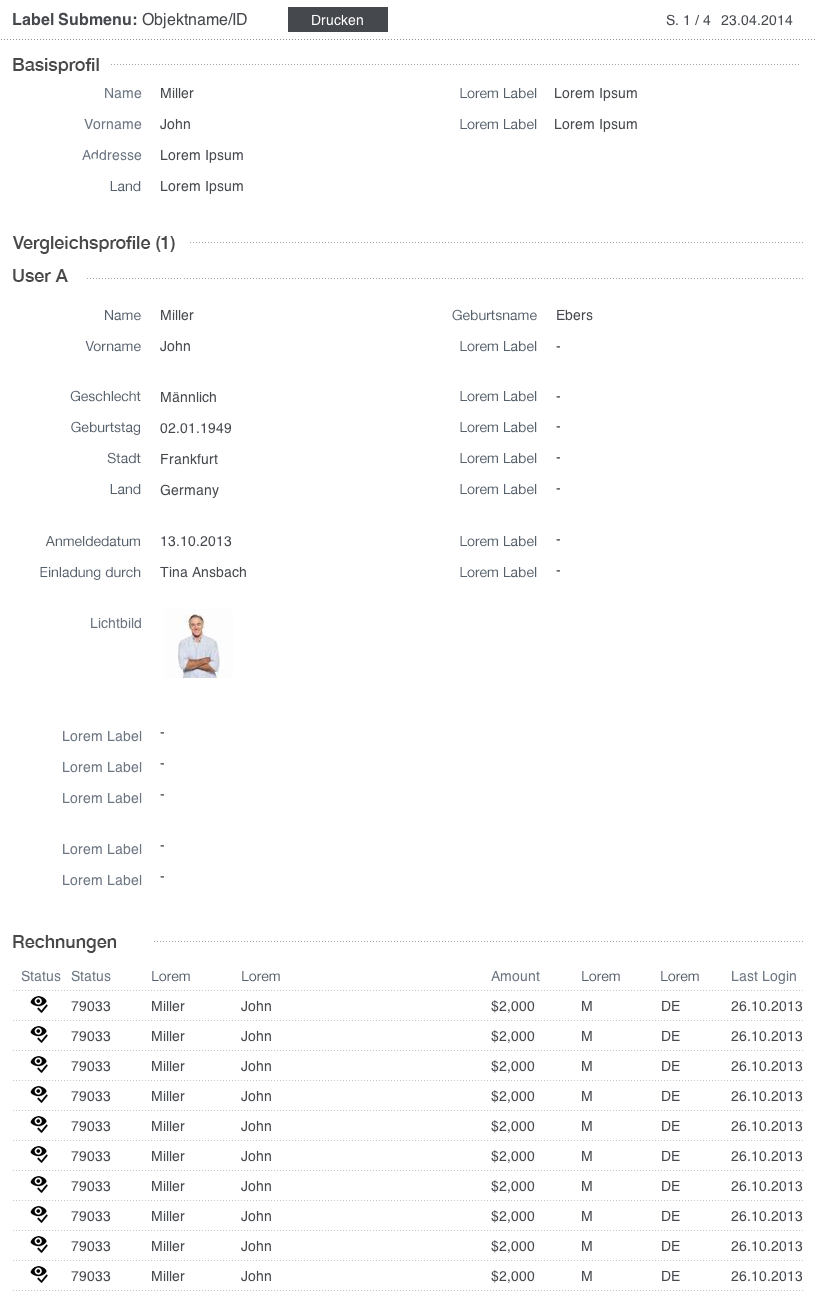 Label Submenu: Objektname/ID Drucken S. 1 / 4 23.04.2014
Basisprofil
Name Miller Lorem Label Lorem Ipsum
Vorname John Lorem Label Lorem Ipsum
Addresse Lorem Ipsum
Land Lorem Ipsum
Vergleichsprofile (1)
User A
Name Miller Geburtsname Ebers
Vorname John Lorem Label -
Geschlecht Männlich Lorem Label -
Geburtstag 02.01.1949 Lorem Label -
Stadt Frankfurt Lorem Label -
Land Germany Lorem Label -
Anmeldedatum 13.10.2013 Lorem Label -
Einladung durch Tina Ansbach Lorem Label -
Lichtbild
Lorem Label -
Lorem Label -
Lorem Label -
Lorem Label -
Lorem Label -
Rechnungen
Status Status Lorem Lorem Amount Lorem Lorem Last Login
79033 Miller John $2,000 M DE 26.10.2013
79033 Miller John $2,000 M DE 26.10.2013
79033 Miller John $2,000 M DE 26.10.2013
79033 Miller John $2,000 M DE 26.10.2013
79033 Miller John $2,000 M DE 26.10.2013
79033 Miller John $2,000 M DE 26.10.2013
79033 Miller John $2,000 M DE 26.10.2013
79033 Miller John $2,000 M DE 26.10.2013
79033 Miller John $2,000 M DE 26.10.2013
79033 Miller John $2,000 M DE 26.10.2013